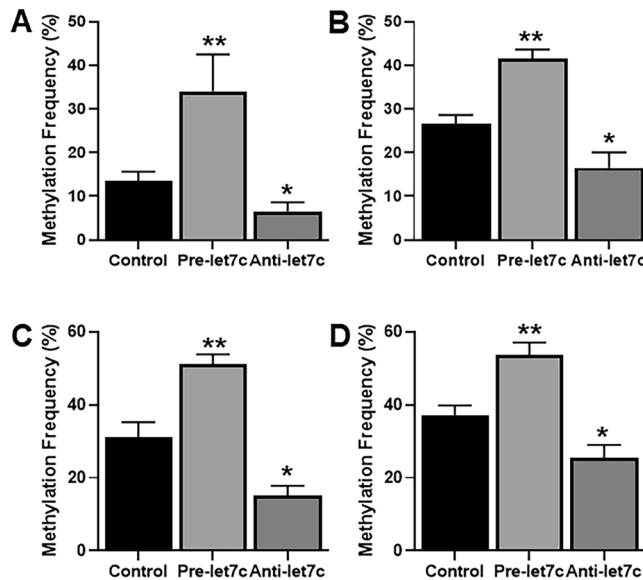 A
Methylation Frequency (%)
50
40
30
20
10
0
**
*
Control Pre-let7c Anti-let7c
B
Methylation Frequency (%)
50
40
30
20
10
0
**
*
Control Pre-let7c Anti-let7c
C
Methylation Frequency (%)
60
40
20
0
**
*
Control Pre-let7c Anti-let7c
D
Methylation Frequency (%)
60
40
20
0
**
*
Control Pre-let7c Anti-let7c